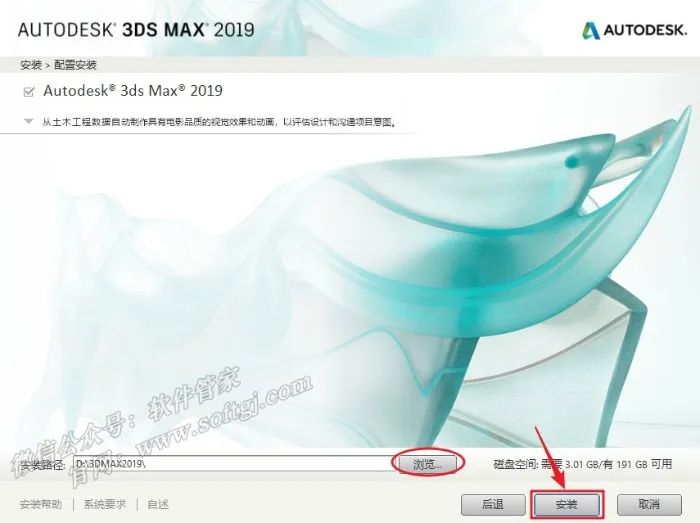 AUTODESK® 3DS MAX® 2019
AUTODESK.
安装 > 配置安装
Autodesk® 3ds Max® 2019
从土木工程数据自动制作具有电影品质的视觉效果和动画，以评估设计和沟通项目意图。
微信公众号：软件管家
官网：www.softgj.com
安装路径: D:\3DMAX2019\ 浏览... 磁盘空间: 需要 3.01 GB/有 191 GB 可用
安装帮助 | 系统要求 | 自述 后退 安装 取消